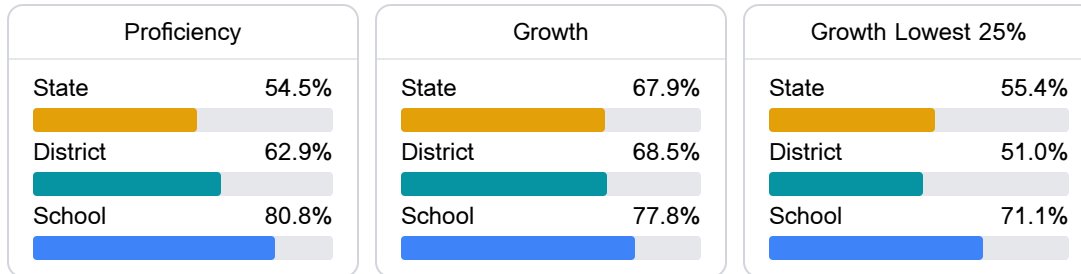 Proficiency
State 54.5%
District 62.9%
School 80.8%
Growth
State 67.9%
District 68.5%
School 77.8%
Growth Lowest 25%
State 55.4%
District 51.0%
School 71.1%